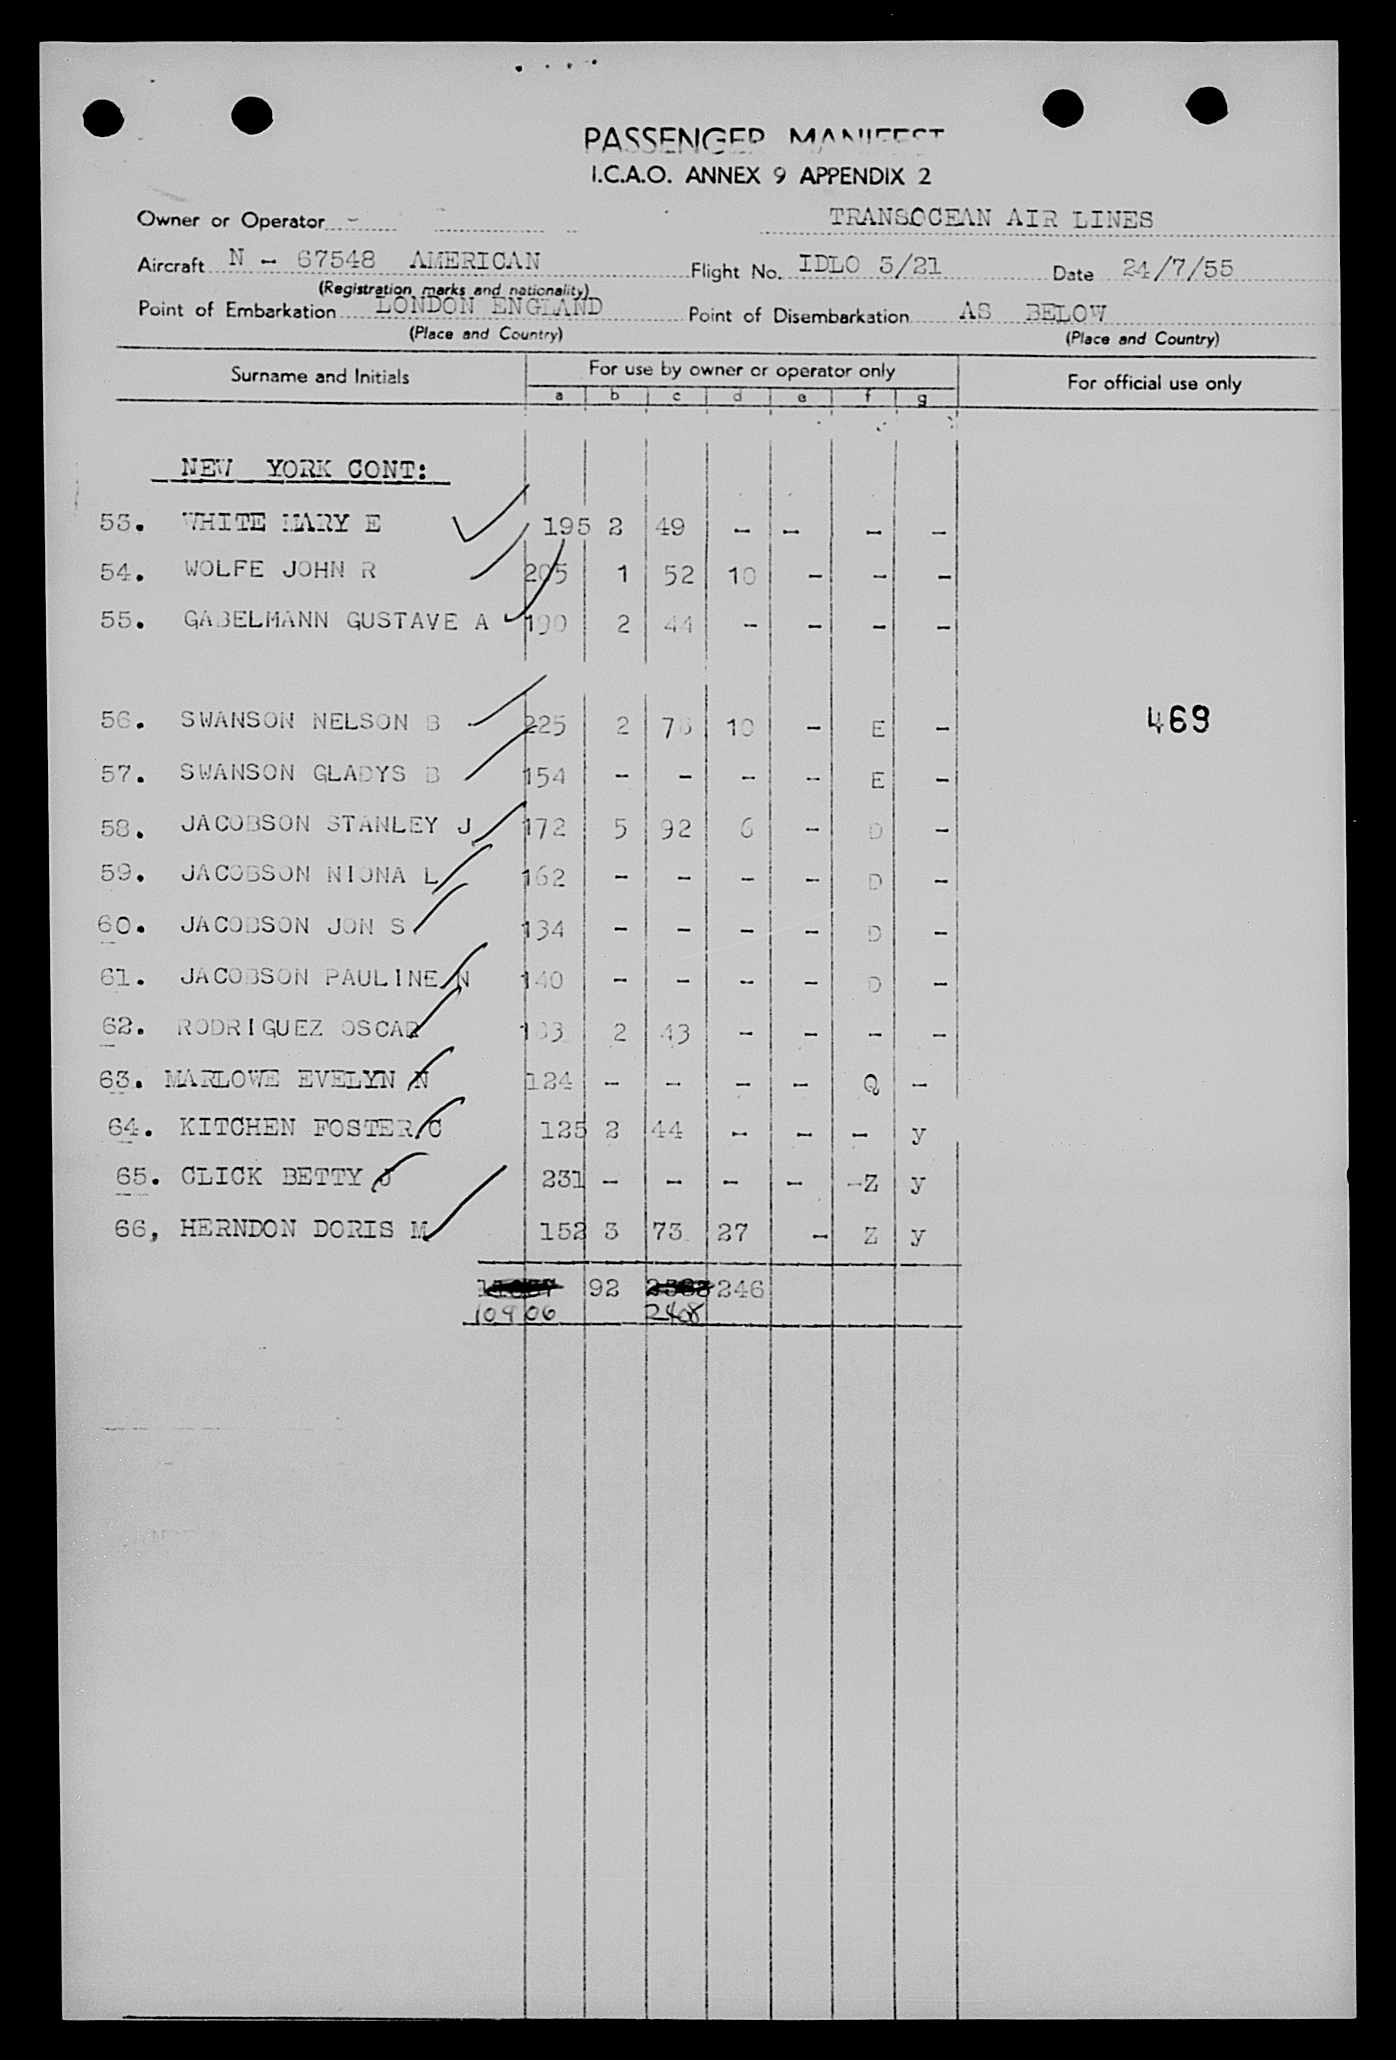 PASSENGER MANIFEST
I.C.A.O. ANNEX 9 APPENDIX 2
Owner or Operator TRANSOCEAN AIR LINES
Aircraft N - 67548 AMERICAN Flight No. IDLO 5/21 Date 24/7/55
(Registration marks and nationality)
Point of Embarkation LONDON ENGLAND Point of Disembarkation AS BELOW
(Place and Country) (Place and Country)
Surname and Initials For use by owner or operator only For official use only
a b c d e f g
NEW YORK CONT:
53. WHITE MARY E 195 2 49 - - - -
54. WOLFE JOHN R 205 1 52 10 - - -
55. GABELMANN GUSTAVE A 190 2 44 - - - -
56. SWANSON NELSON B 225 2 76 10 - E - 469
57. SWANSON GLADYS B 154 - - - - E -
58. JACOBSON STANLEY J 172 5 92 6 - D -
59. JACOBSON NIONA L 162 - - - - D -
60. JACOBSON JON S 134 - - - - D -
61. JACOBSON PAULINE N 140 - - - - D -
62. RODRIGUEZ OSCAR 2 43 - - - -
63. MARLOWE EVELYN N 124 - - - - Q -
64. KITCHEN FOSTER C 125 2 44 - - - y
65. CLICK BETTY J 231 - - - - -Z y
66, HERNDON DORIS M 152 3 73 27 - Z y
92 246
10906 2408